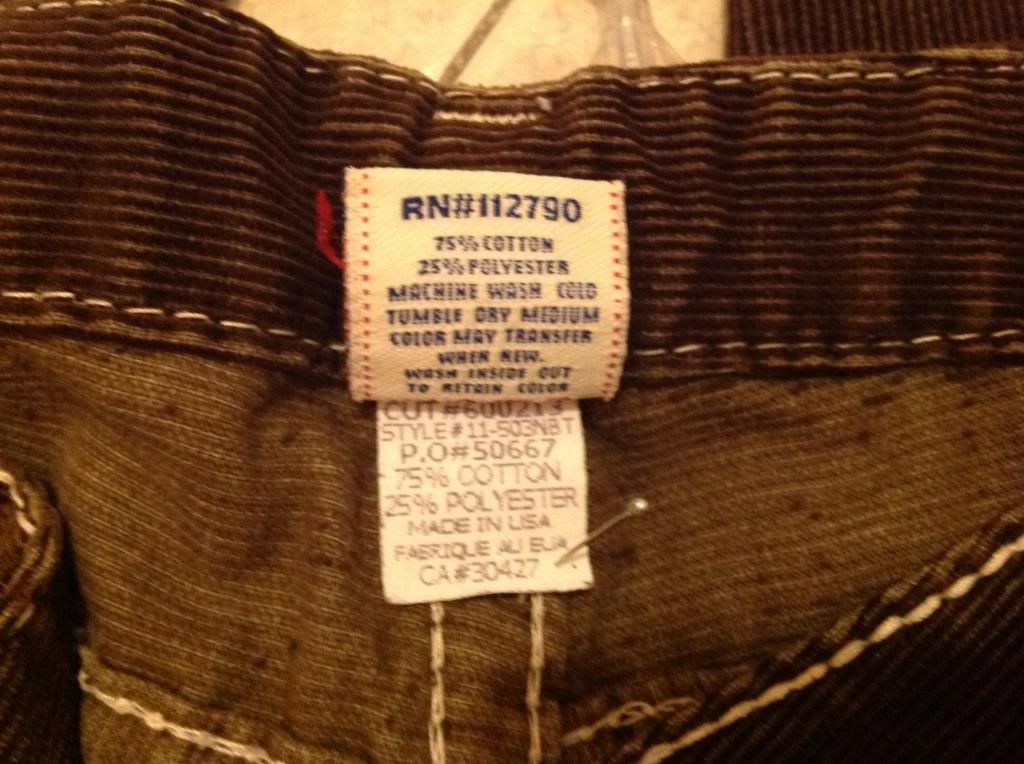 RN#112790
75% COTTON
25% POLYESTER
MACHINE WASH COLD
TUMBLE DRY MEDIUM
COLOR MAY TRANSFER
WHEN NEW.
WASH INSIDE OUT
TO RETAIN COLOR
CUT#600213
STYLE#11-503NBT
P.O#50667
75% COTTON
25% POLYESTER
MADE IN USA
FABRIQUE AU EUA
CA#30427